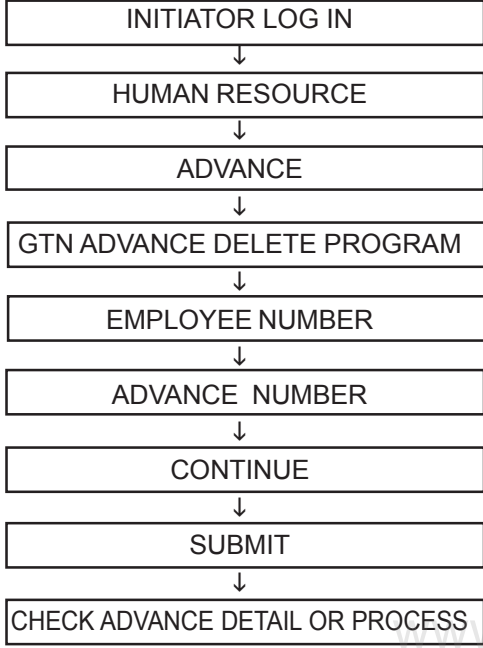 INITIATOR LOG IN
↓
HUMAN RESOURCE
↓
ADVANCE
↓
GTN ADVANCE DELETE PROGRAM
↓
EMPLOYEE NUMBER
↓
ADVANCE NUMBER
↓
CONTINUE
↓
SUBMIT
↓
CHECK ADVANCE DETAIL OR PROCESS